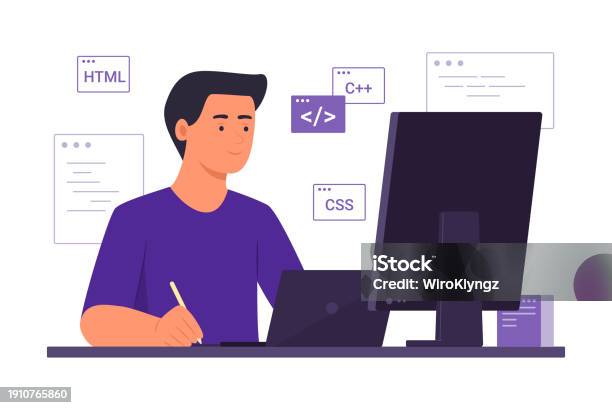 HTML
C++
</>
CSS
iStock
Credit: WiroKlyngz
1910765860